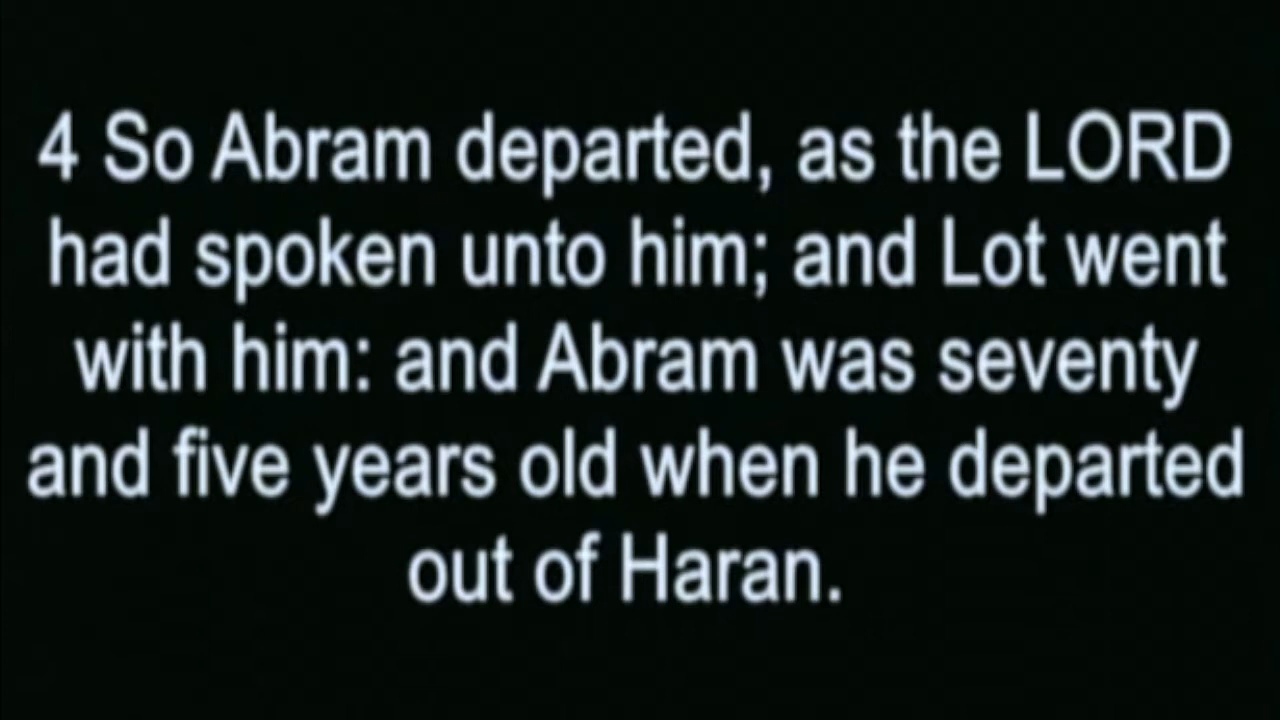 4 So Abram departed, as the LORD
had spoken unto him; and Lot went
with him: and Abram was seventy
and five years old when he departed
out of Haran.